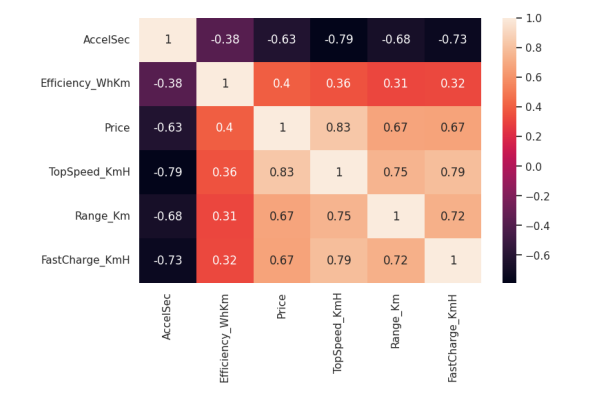 AccelSec 1 -0.38 -0.63 -0.79 -0.68 -0.73
Efficiency_WhKm -0.38 1 0.4 0.36 0.31 0.32
Price -0.63 0.4 1 0.83 0.67 0.67
TopSpeed_KmH -0.79 0.36 0.83 1 0.75 0.79
Range_Km -0.68 0.31 0.67 0.75 1 0.72
FastCharge_KmH -0.73 0.32 0.67 0.79 0.72 1
AccelSec
Efficiency_WhKm
Price
TopSpeed_KmH
Range_Km
FastCharge_KmH
1.0
0.8
0.6
0.4
0.2
0.0
−0.2
−0.4
−0.6